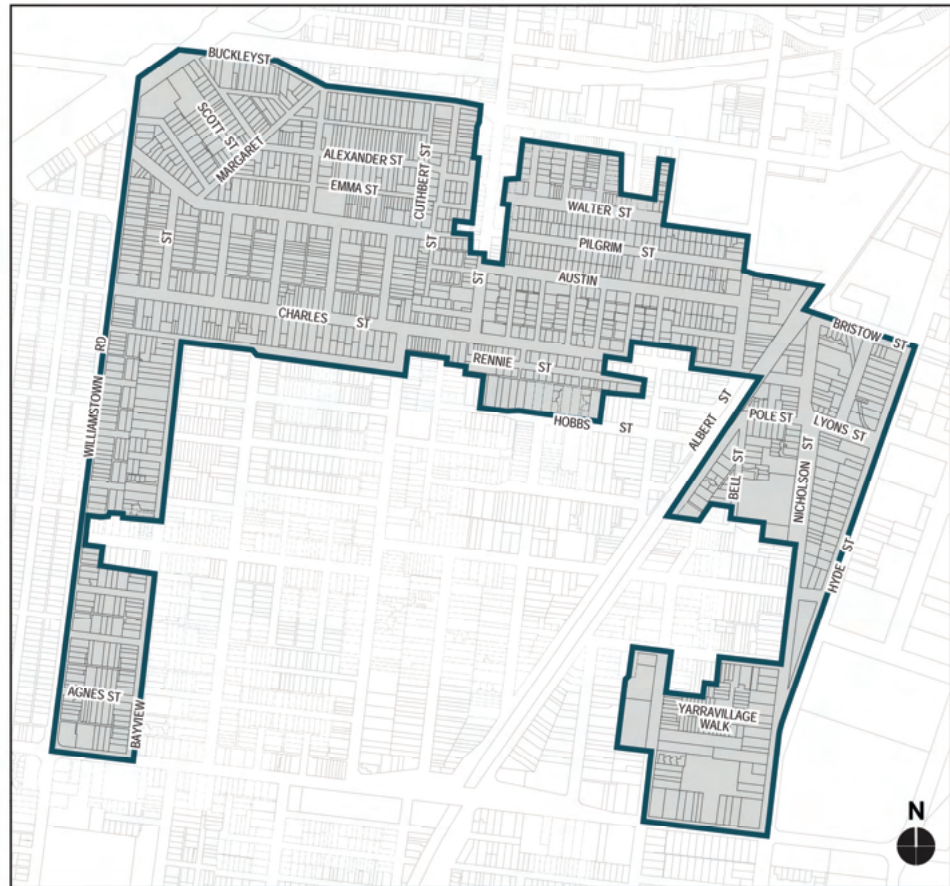 BUCKLEY ST
SCOTT ST
MARGARET
ALEXANDER ST
EMMA ST
CUTHBERT ST
WALTER ST
PILGRIM ST
AUSTIN
ST
ST
ST
CHARLES ST
RENNIE ST
HOBBS ST
BRISTOW ST
ALBERT ST
POLE ST
LYONS ST
BELL ST
NICHOLSON ST
HYDE ST
WILLIAMSTOWN RD
AGNES ST
BAYVIEW
YARRAVILLAGE
WALK
N